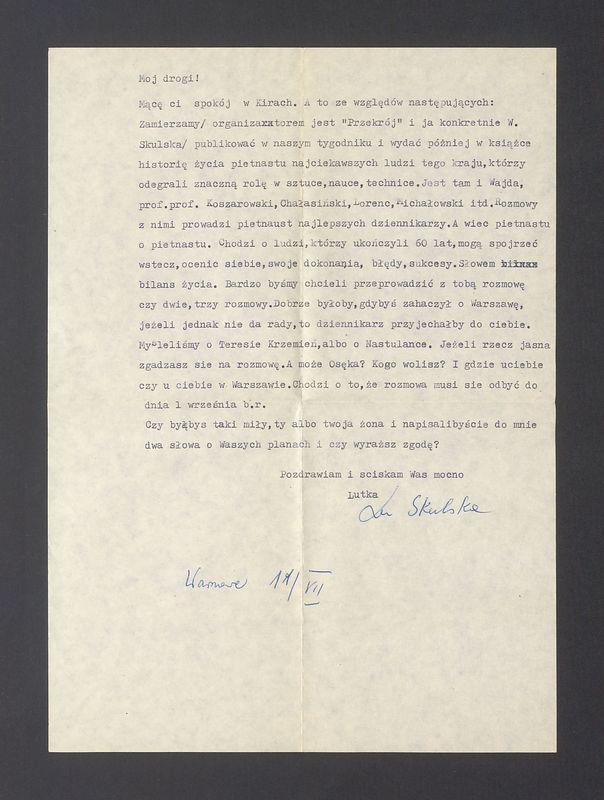 Moj drogi!
Mącę ci spokój w Kirach. A to ze względów następujących:
Zamierzamy/ organizaxxtorem jest "Przekrój" i ja konkretnie W.
Skulska/ publikować w naszym tygodniku i wydać później w książce
historię życia pietnastu najciekawszych ludzi tego kraju,którzy
odegrali znaczną rolę w sztuce,nauce,technice.Jest tam i Wajda,
prof.prof. Koszarowski,Chałasiński,Lorenc,Michałowski itd.Rozmowy
z nimi prowadzi pietnaust najlepszych dziennikarzy.A wiec pietnastu
o pietnastu. Chodzi o ludzi,którzy ukończyli 60 lat,mogą spojrzeć
wstecz,ocenic siebie,swoje dokonania, błędy,sukcesy.Słowem
bilans życia. Bardzo byśmy chcieli przeprowadzić z tobą rozmowę
czy dwie,trzy rozmowy.Dobrze byłoby,gdybyś zahaczył o Warszawę,
jeżeli jednak nie da rady,to dziennikarz przyjechałby do ciebie.
Myśleliśmy o Teresie Krzemień,albo o Nastulance. Jeżeli rzecz jasna
zgadzasz sie na rozmowę.A może Osęka? Kogo wolisz? I gdzie uciebie
czy u ciebie w Warszawie.Chodzi o to,że rozmowa musi sie odbyć do
dnia 1 września b.r.
Czy byłbys taki miły,ty albo twoja żona i napisalibyście do mnie
dwa słowa o Waszych planach i czy wyraższ zgodę?
Pozdrawiam i sciskam Was mocno
Lutka
Skulska
VII